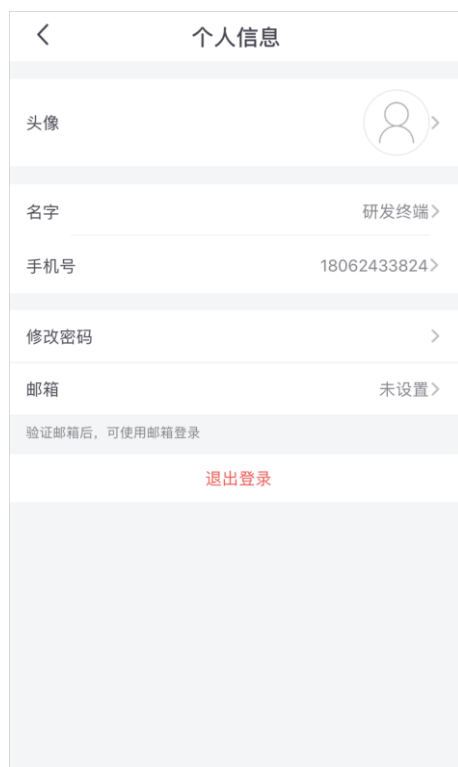 个人信息
头像
名字 研发终端
手机号 18062433824
修改密码
邮箱 未设置
验证邮箱后，可使用邮箱登录
退出登录